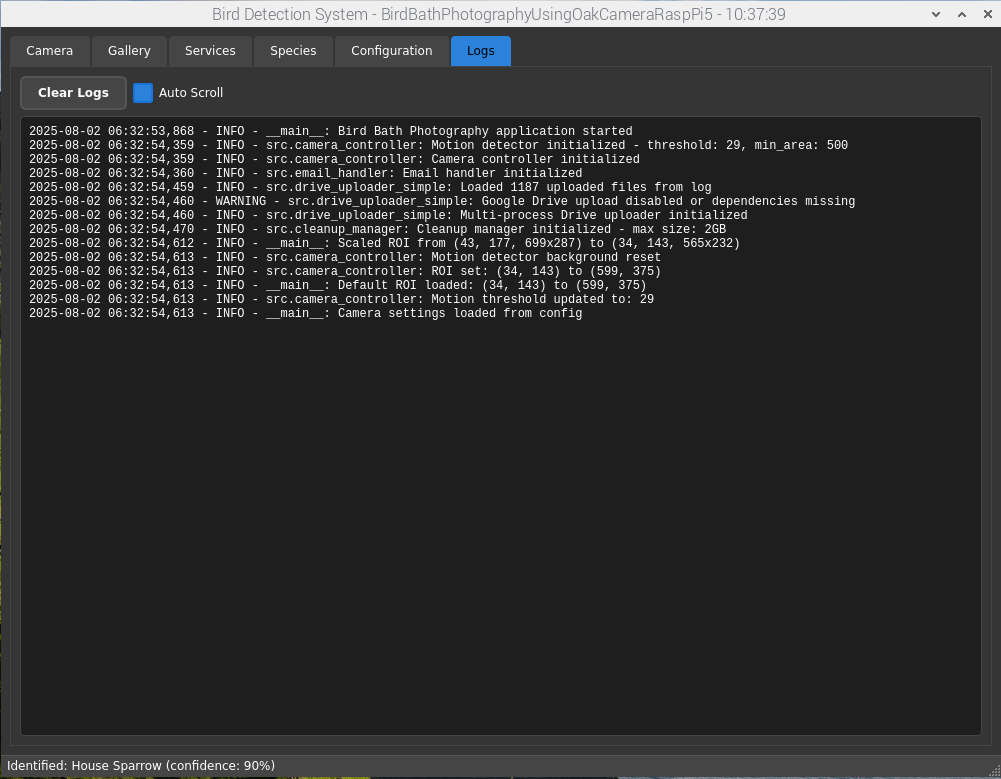 Bird Detection System - BirdBathPhotographyUsingOakCameraRaspPi5 - 10:37:39
Camera Gallery Services Species Configuration Logs
Clear Logs Auto Scroll
2025-08-02 06:32:53,868 - INFO - __main__: Bird Bath Photography application started
2025-08-02 06:32:54,359 - INFO - src.camera_controller: Motion detector initialized - threshold: 29, min_area: 500
2025-08-02 06:32:54,359 - INFO - src.camera_controller: Camera controller initialized
2025-08-02 06:32:54,360 - INFO - src.email_handler: Email handler initialized
2025-08-02 06:32:54,459 - INFO - src.drive_uploader_simple: Loaded 1187 uploaded files from log
2025-08-02 06:32:54,460 - WARNING - src.drive_uploader_simple: Google Drive upload disabled or dependencies missing
2025-08-02 06:32:54,460 - INFO - src.drive_uploader_simple: Multi-process Drive uploader initialized
2025-08-02 06:32:54,470 - INFO - src.cleanup_manager: Cleanup manager initialized - max size: 2GB
2025-08-02 06:32:54,612 - INFO - __main__: Scaled ROI from (43, 177, 699x287) to (34, 143, 565x232)
2025-08-02 06:32:54,613 - INFO - src.camera_controller: Motion detector background reset
2025-08-02 06:32:54,613 - INFO - src.camera_controller: ROI set: (34, 143) to (599, 375)
2025-08-02 06:32:54,613 - INFO - __main__: Default ROI loaded: (34, 143) to (599, 375)
2025-08-02 06:32:54,613 - INFO - src.camera_controller: Motion threshold updated to: 29
2025-08-02 06:32:54,613 - INFO - __main__: Camera settings loaded from config
Identified: House Sparrow (confidence: 90%)